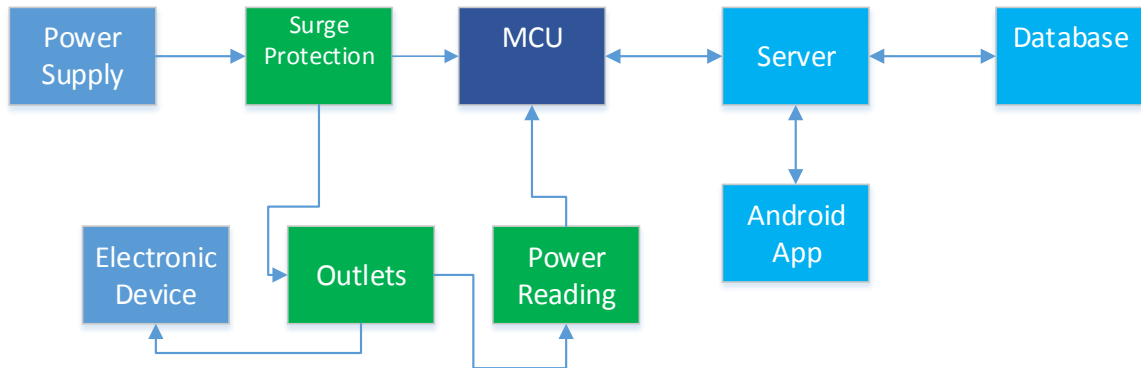 Power
Supply
Surge
Protection
MCU
Server
Database
Electronic
Device
Outlets
Power
Reading
Android
App